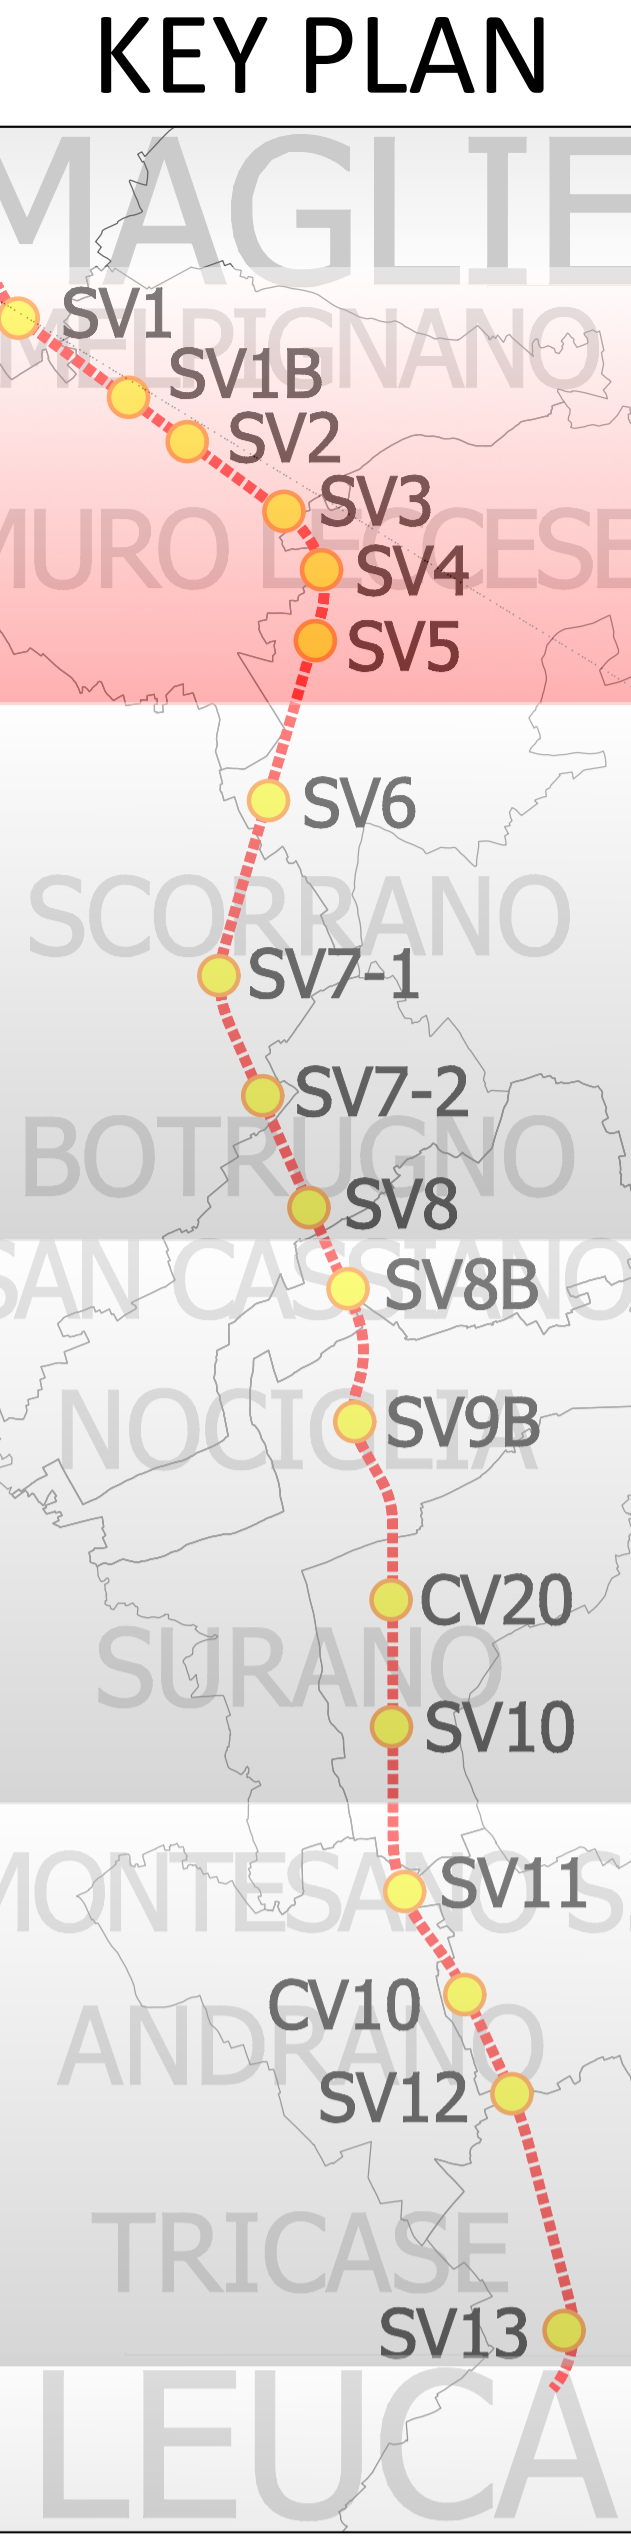 KEY PLAN
MAGLIE
SV1
MELPIGNANO
SV1B
SV2
SV3
MURO LECCESE
SV4
SV5
SV6
SCORRANO
SV7-1
SV7-2
BOTRUGNO
SV8
SAN CASSIANO
SV8B
NOCIGLIA
SV9B
CV20
SURANO
SV10
SV11
MONTESANO S
CV10
ANDRANO
SV12
TRICASE
SV13
LEUCA